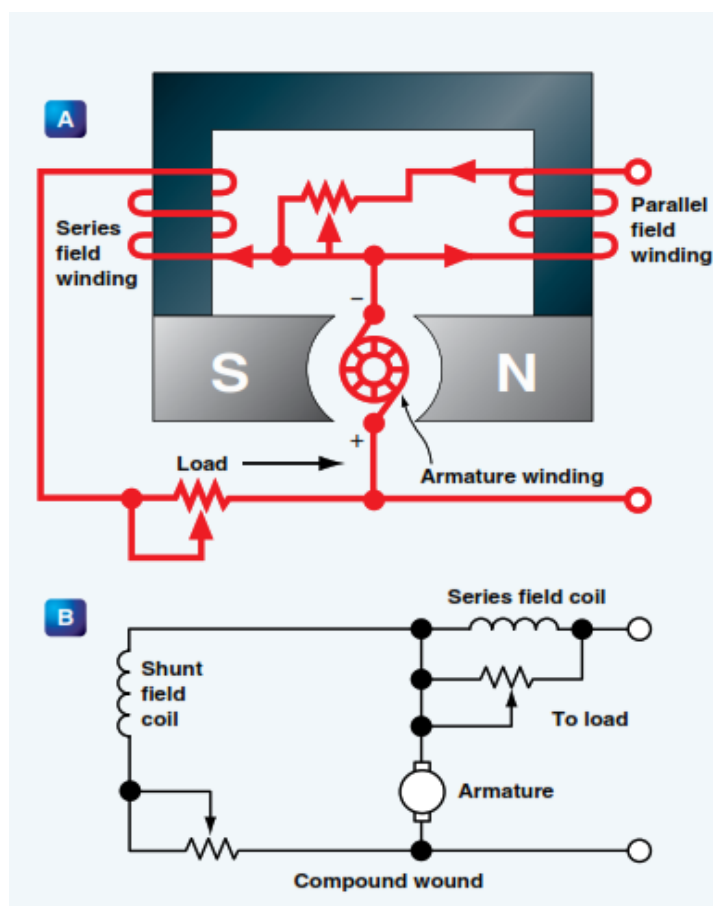 A
Series
field
winding
Parallel
field
winding
–
S
N
+
Load
Armature winding
B
Series field coil
Shunt
field
coil
To load
Armature
Compound wound